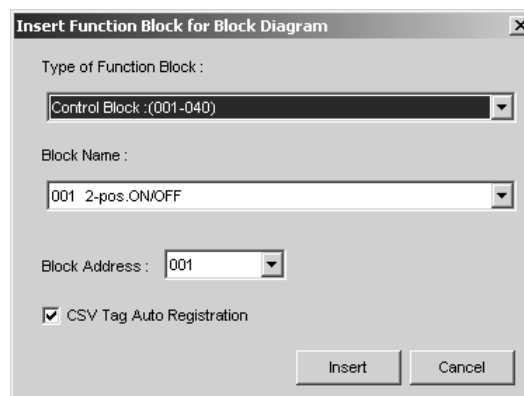 Insert Function Block for Block Diagram
Type of Function Block :
Control Block :(001-040)
Block Name :
001 2-pos.ON/OFF
Block Address : 001
CSV Tag Auto Registration
Insert Cancel